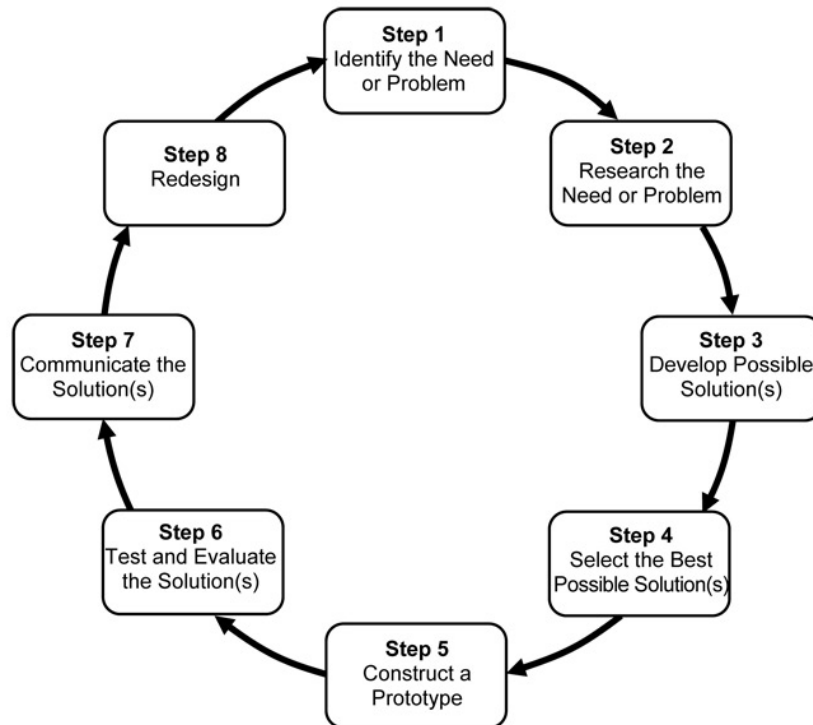 Step 1
Identify the Need
or Problem
Step 2
Research the
Need or Problem
Step 3
Develop Possible
Solution(s)
Step 4
Select the Best
Possible Solution(s)
Step 5
Construct a
Prototype
Step 6
Test and Evaluate
the Solution(s)
Step 7
Communicate the
Solution(s)
Step 8
Redesign